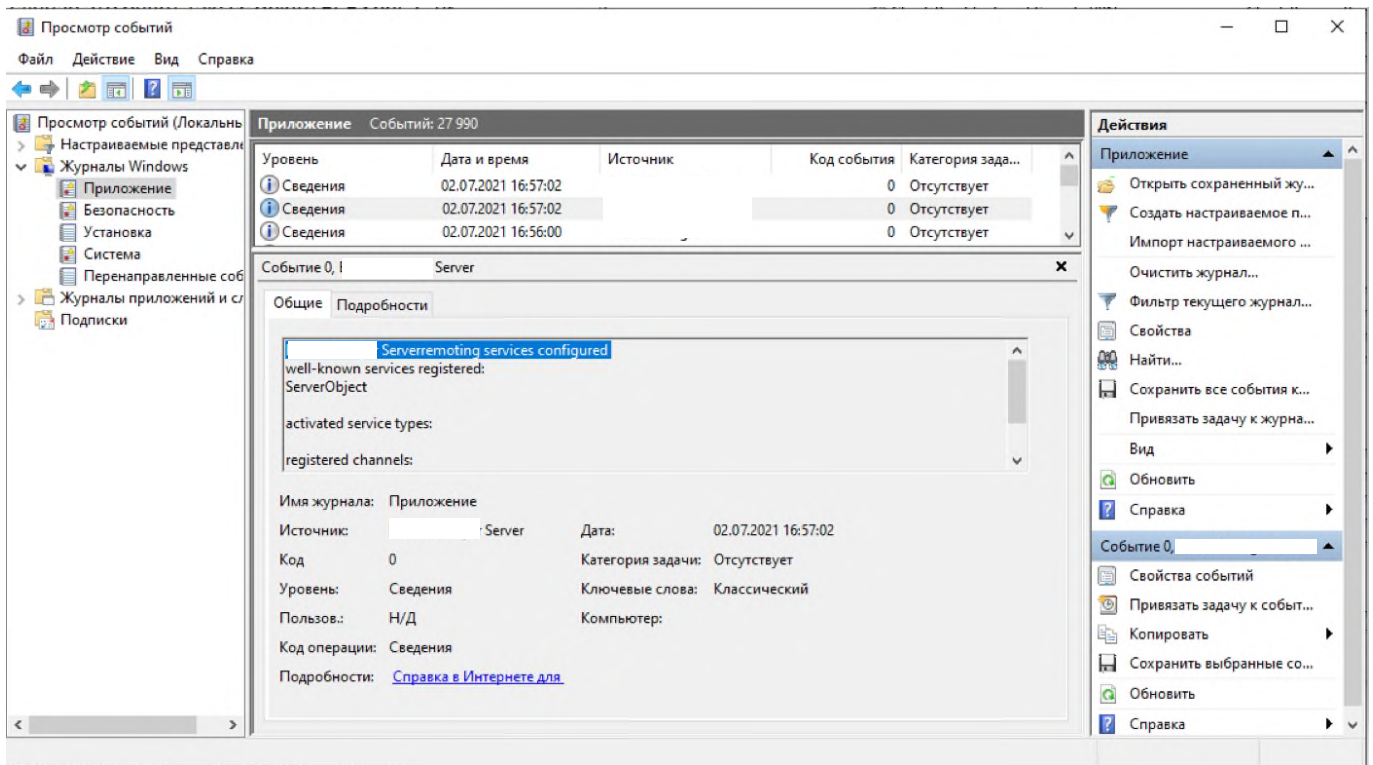 Просмотр событий
Файл Действие Вид Справка
Просмотр событий (Локальнь
Настраиваемые представле
Журналы Windows
Приложение
Безопасность
Установка
Система
Перенаправленные соб
Журналы приложений и сл
Подписки
Приложение Событий: 27 990
Уровень Дата и время Источник Код события Категория зада...
Сведения 02.07.2021 16:57:02 0 Отсутствует
Сведения 02.07.2021 16:57:02 0 Отсутствует
Сведения 02.07.2021 16:56:00 0 Отсутствует
Событие 0, Server
Общие Подробности
Serverremoting services configured
well-known services registered:
ServerObject
activated service types:
registered channels:
Имя журнала: Приложение
Источник: Server Дата: 02.07.2021 16:57:02
Код 0 Категория задачи: Отсутствует
Уровень: Сведения Ключевые слова: Классический
Пользов.: Н/Д Компьютер:
Код операции: Сведения
Подробности: Справка в Интернете для
Действия
Приложение
Открыть сохраненный жу...
Создать настраиваемое п...
Импорт настраиваемого ...
Очистить журнал...
Фильтр текущего журнал...
Свойства
Найти...
Сохранить все события к...
Привязать задачу к журна...
Вид
Обновить
Справка
Событие 0,
Свойства событий
Привязать задачу к событ...
Копировать
Сохранить выбранные со...
Обновить
Справка